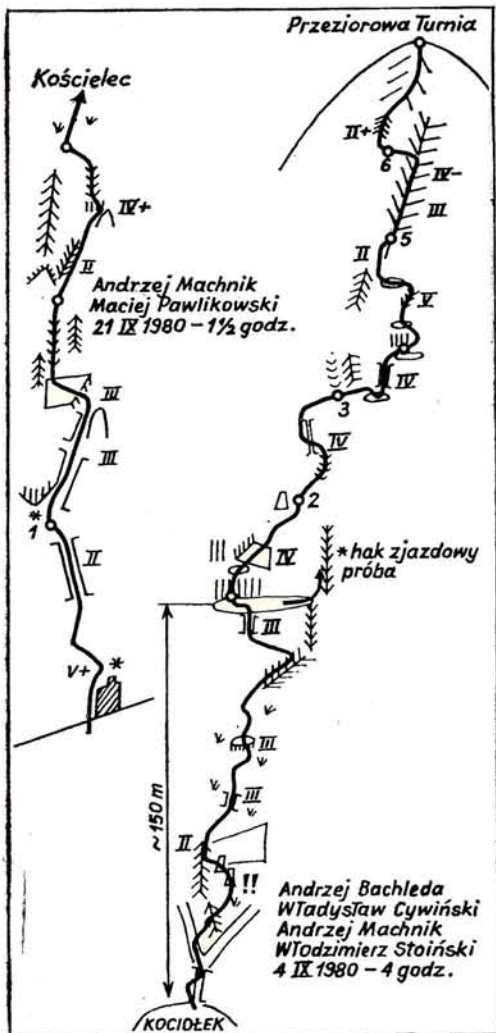 Przeziorowa Turnia
Kościelec
II+
6
IV-
III
IV+
II
5
II
Andrzej Machnik
Maciej Pawlikowski
21 IX 1980 – 1½ godz.
V
IV
3
III
III
IV
2
*
1
II
IV
*hak zjazdowy
próba
III
V+
*
III
~150m
III
II
!!
Andrzej Bachleda
Władysław Cywiński
Andrzej Machnik
Włodzimierz Stoiński
4 IX 1980 – 4 godz.
KOCIOŁEK